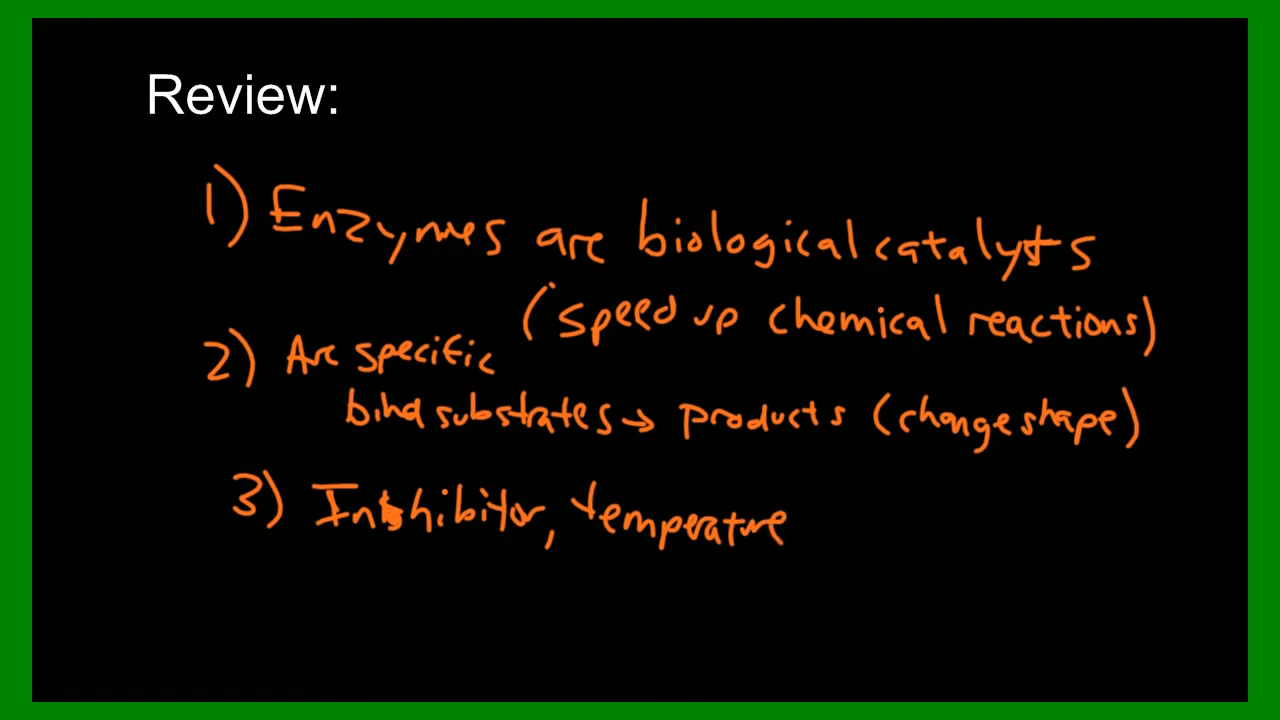 Review:
1) Enzymes are biological catalysts
(speed up chemical reactions)
2) Are specific
bind substrates → products (change shape)
3) Inhibitor, temperature